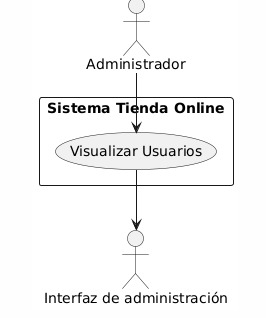 Administrador
Sistema Tienda Online
Visualizar Usuarios
Interfaz de administración